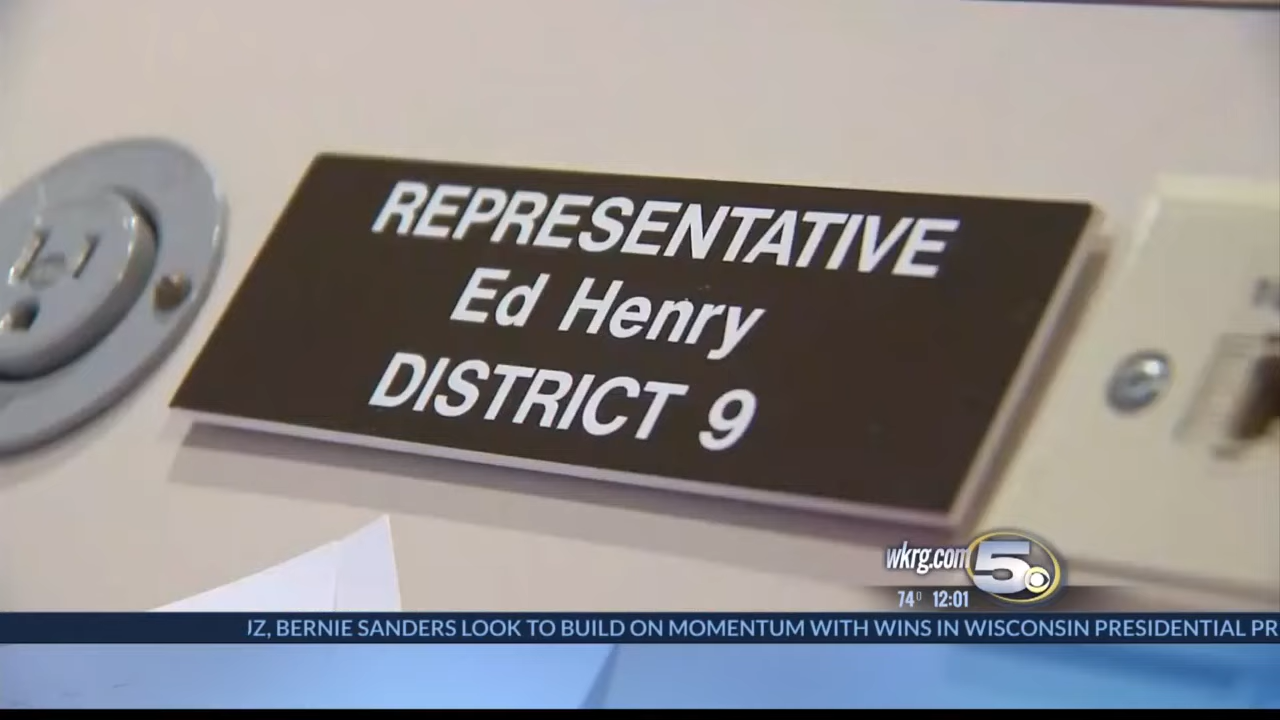 REPRESENTATIVE
Ed Henry
DISTRICT 9
wkrg.com 5
74° 12:01
UZ, BERNIE SANDERS LOOK TO BUILD ON MOMENTUM WITH WINS IN WISCONSIN PRESIDENTIAL PR